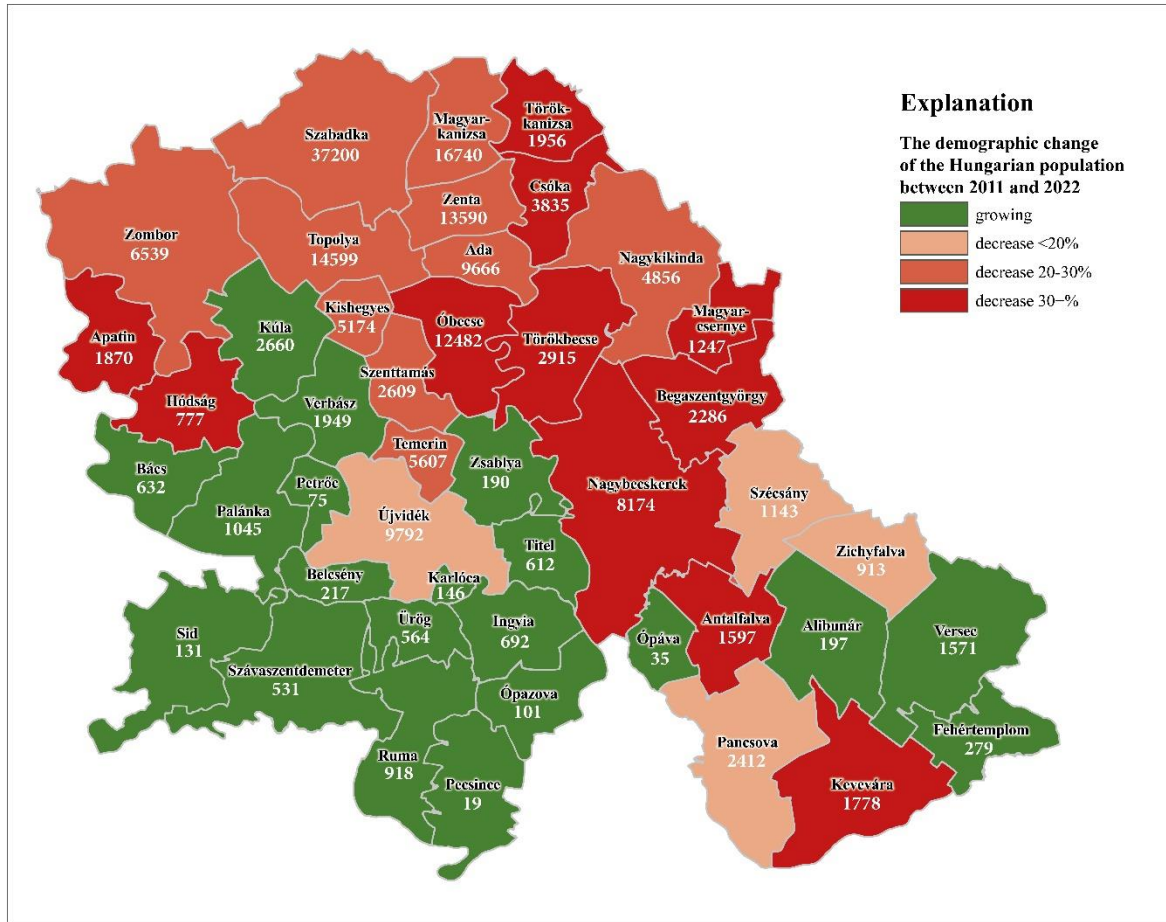 Explanation
The demographic change
of the Hungarian population
between 2011 and 2022
growing
decrease <20%
decrease 20-30%
decrease 30-%
Török-
kanizsa
1956
Magyar-
kanizsa
16740
Szabadka
37200
Csóka
3835
Zenta
13590
Zombor
6539
Topolya
14599
Ada
9666
Nagykikinda
4856
Kishegyes
5174
Óbecse
12482
Magyar-
csernye
1247
Kúla
2660
Törökbecse
2915
Apatin
1870
Szenttamás
2609
Begaszentgyörgy
2286
Hódság
777
Verbász
1949
Temerin
5607
Zsablya
190
Bács
632
Petrőc
75
Nagybecskerek
8174
Szécsány
1143
Palánka
1045
Újvidék
9792
Titel
612
Zichyfalva
913
Belcsény
217
Karlóca
146
Ürög
564
Ingyia
692
Antalfalva
1597
Alibunár
197
Versec
1571
Sid
131
Ópáva
35
Szávaszentdemeter
531
Ópazova
101
Pancsova
2412
Fehértemplom
279
Ruma
918
Pecsince
19
Kevevára
1778